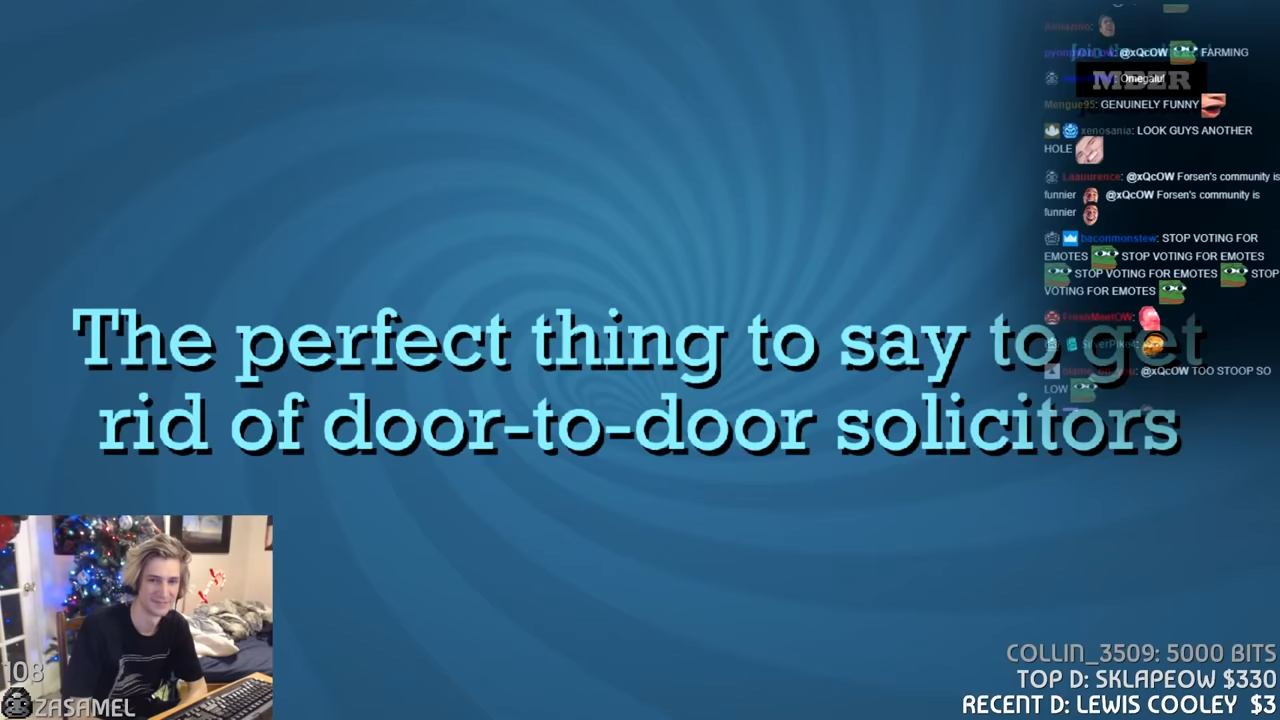 FARMING
@xQcOW
MBER
Omegalul
Mengue95: GENUINELY FUNNY
xenosania: LOOK GUYS ANOTHER
HOLE
Laauurence: @xQcOW Forsen's community is
funnier @xQcOW Forsen's community is
funnier
baconmonstew: STOP VOTING FOR
EMOTES STOP VOTING FOR EMOTES
STOP VOTING FOR EMOTES STOP
VOTING FOR EMOTES
@xQcOW TOO STOOP SO
LOW
The perfect thing to say to get
rid of door-to-door solicitors
108
ZASAMEL
COLLIN_3509: 5000 BITS
TOP D: SKLAPEOW $330
RECENT D: LEWIS COOLEY $3